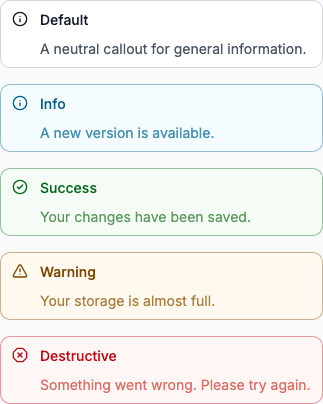 Default
A neutral callout for general information.
Info
A new version is available.
Success
Your changes have been saved.
Warning
Your storage is almost full.
Destructive
Something went wrong. Please try again.